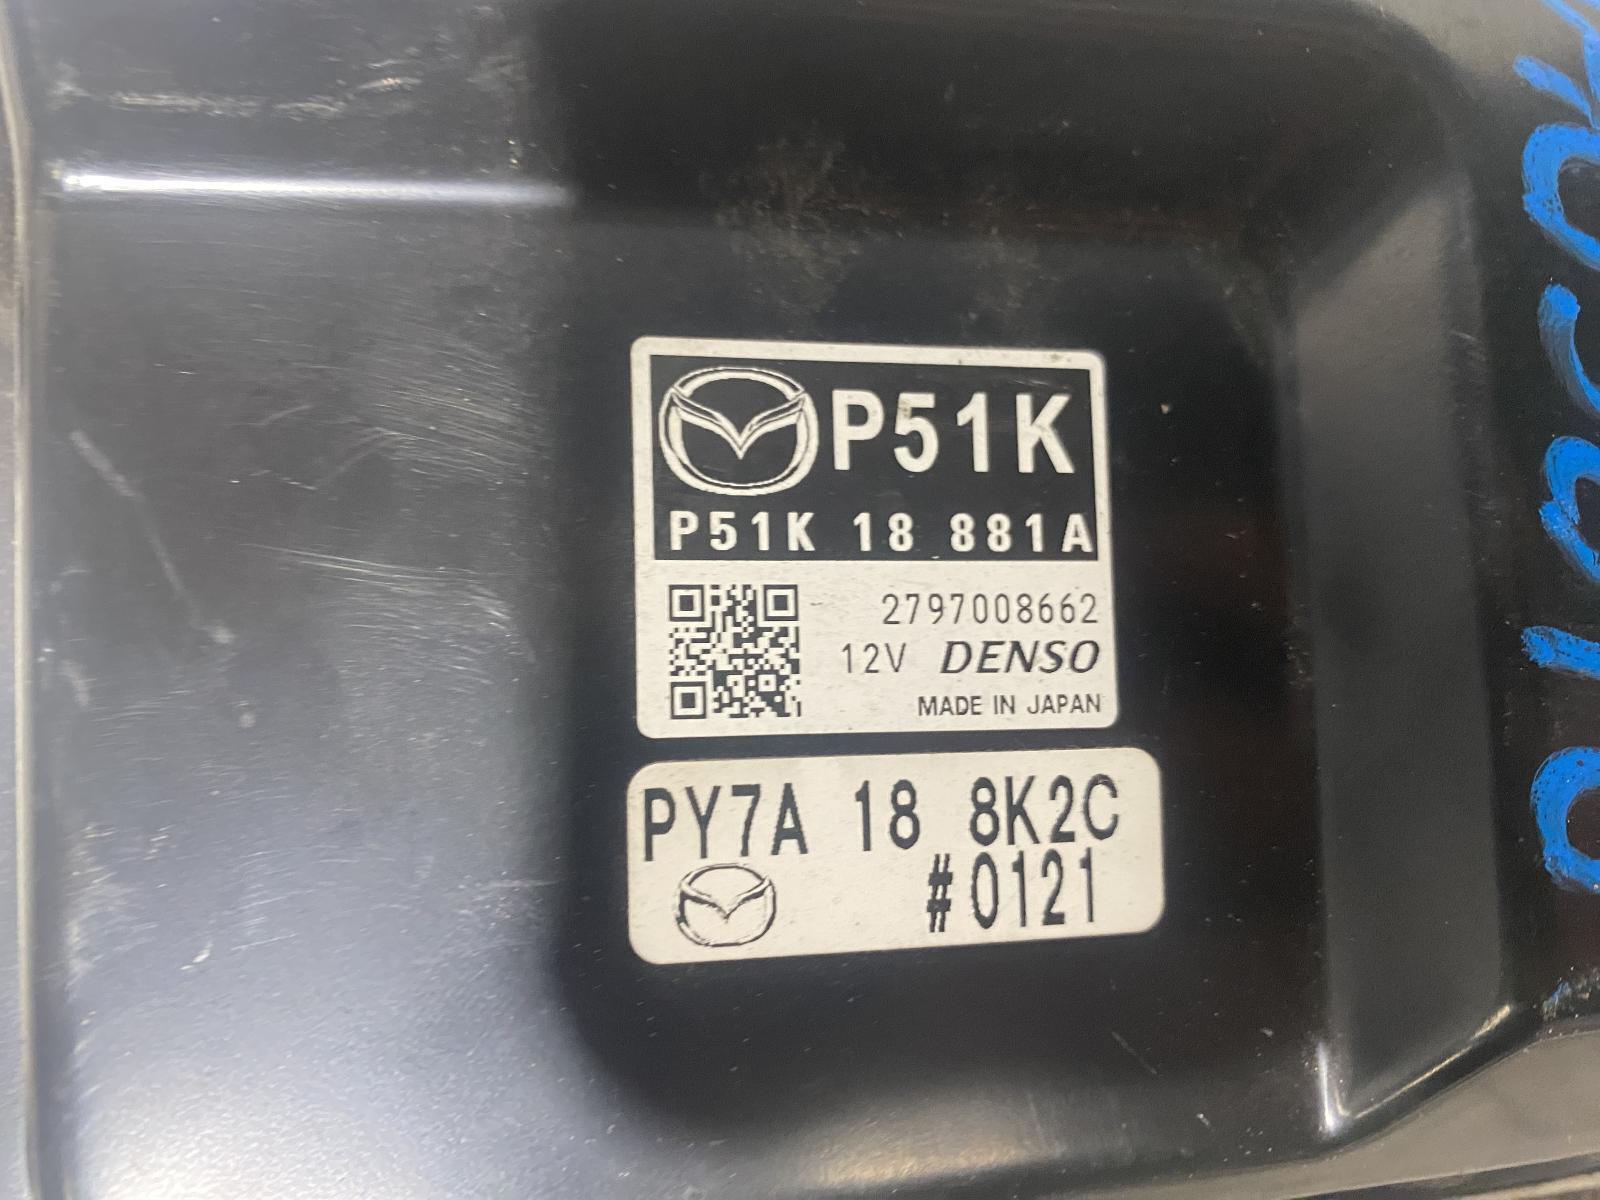 P51K
P51K 18 881A
2797008662
12V DENSO
MADE IN JAPAN
PY7A 18 8K2C
#0121